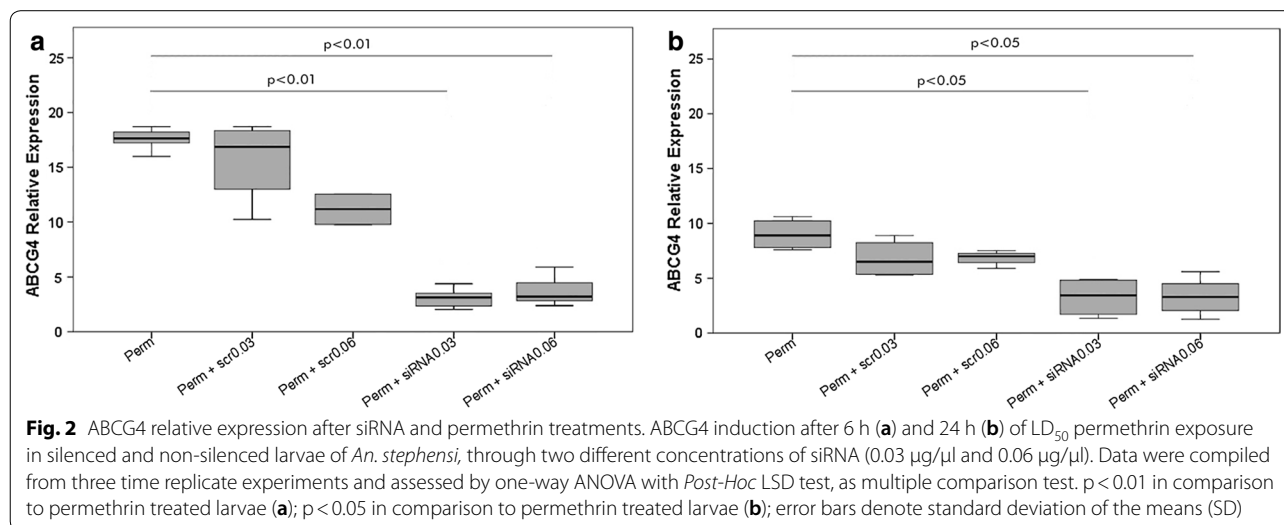 a
ABCG4 Relative Expression
25
20
15
10
5
0
p<0.01
p<0.01
Perm
Perm + scr0.03
Perm + scr0.06
Perm + siRNA0.03
Perm + siRNA0.06
b
ABCG4 Relative Expression
25
20
15
10
5
0
p<0.05
p<0.05
Perm
Perm + scr0.03
Perm + scr0.06
Perm + siRNA0.03
Perm + siRNA0.06
Fig. 2 ABCG4 relative expression after siRNA and permethrin treatments. ABCG4 induction after 6 h (a) and 24 h (b) of LD50 permethrin exposure
in silenced and non-silenced larvae of An. stephensi, through two different concentrations of siRNA (0.03 µg/µl and 0.06 µg/µl). Data were compiled
from three time replicate experiments and assessed by one-way ANOVA with Post-Hoc LSD test, as multiple comparison test. p < 0.01 in comparison
to permethrin treated larvae (a); p < 0.05 in comparison to permethrin treated larvae (b); error bars denote standard deviation of the means (SD)